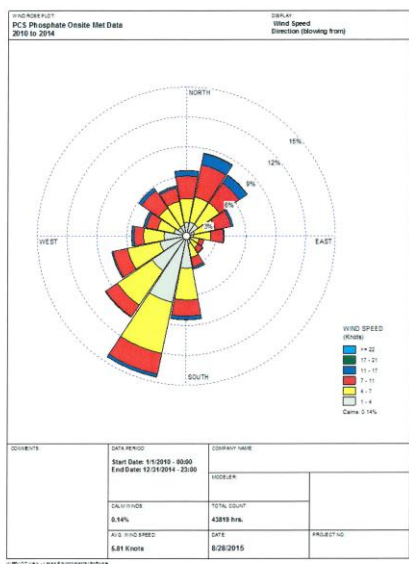 WIND ROSE PLOT:
PCS Phosphate Onsite Met Data
2010 to 2014
DISPLAY:
Wind Speed
Direction (blowing from)
NORTH
15%
12%
9%
6%
3%
WEST
EAST
SOUTH
WIND SPEED
(Knots)
>= 22
17 - 21
11 - 17
7 - 11
4 - 7
1 - 4
Calms: 0.14%
COMMENTS:
DATA PERIOD:
Start Date: 1/1/2010 - 00:00
End Date: 12/31/2014 - 23:00
COMPANY NAME:
MODELER:
CALM WINDS:
0.14%
TOTAL COUNT:
43819 hrs.
AVG. WIND SPEED:
5.81 Knots
DATE:
8/28/2015
PROJECT NO.: